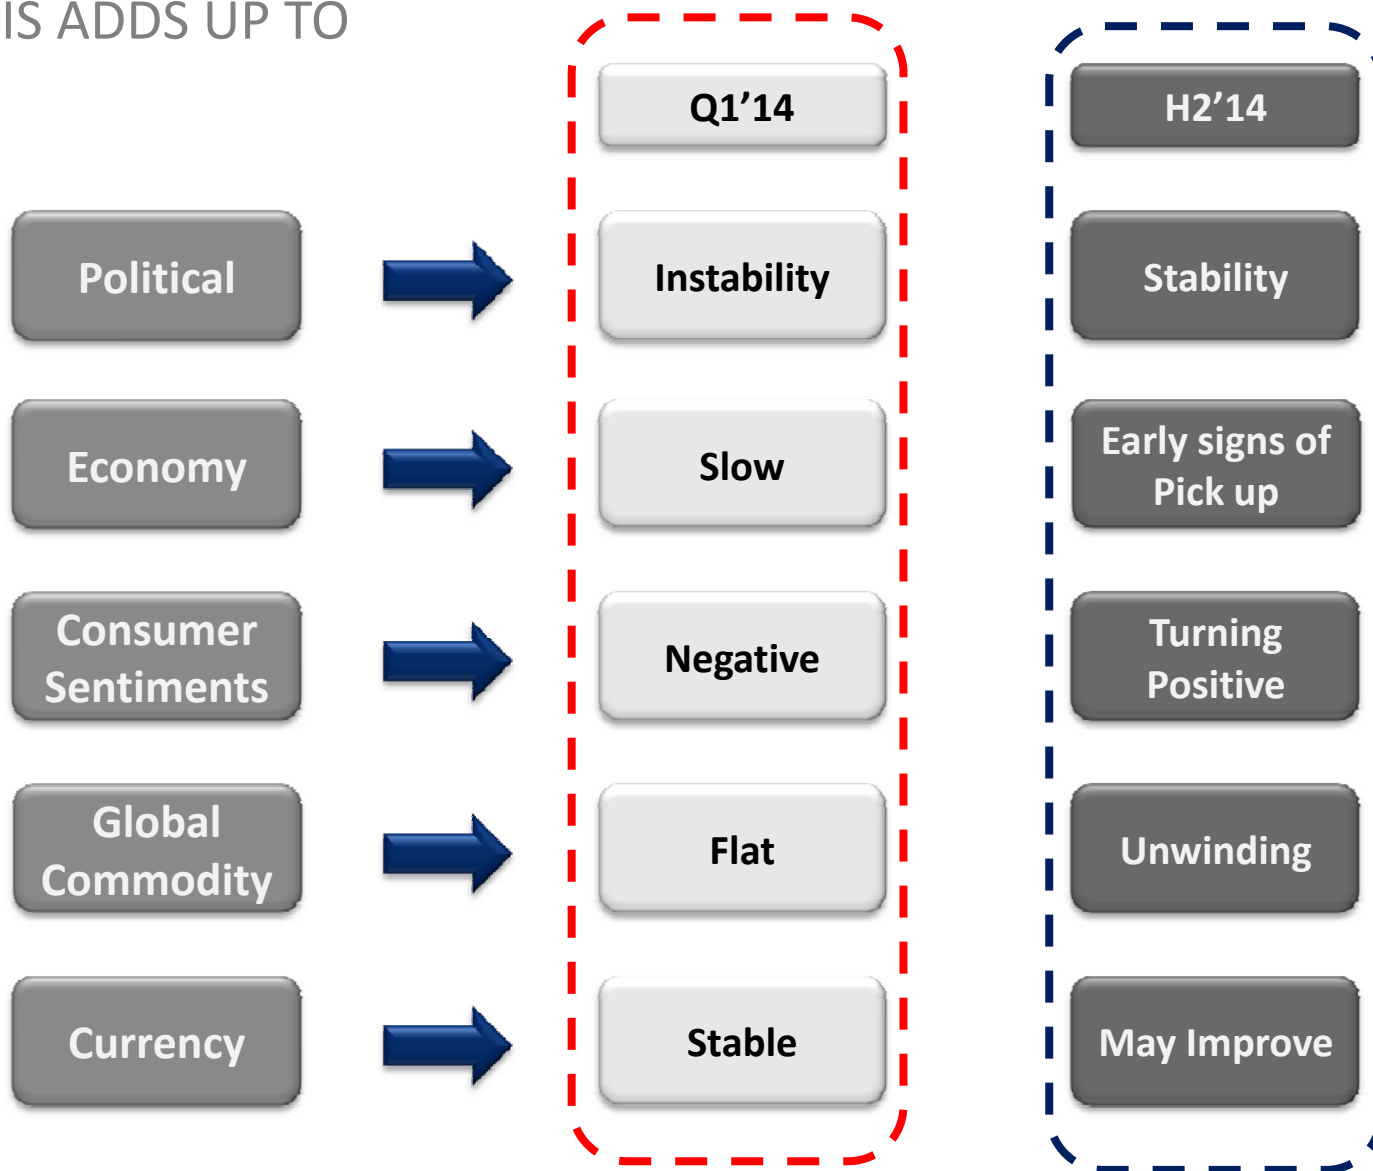 IS ADDS UP TO
Q1’14
H2’14
Political
Instability
Stability
Economy
Slow
Early signs of
Pick up
Consumer
Sentiments
Negative
Turning
Positive
Global
Commodity
Flat
Unwinding
Currency
Stable
May Improve